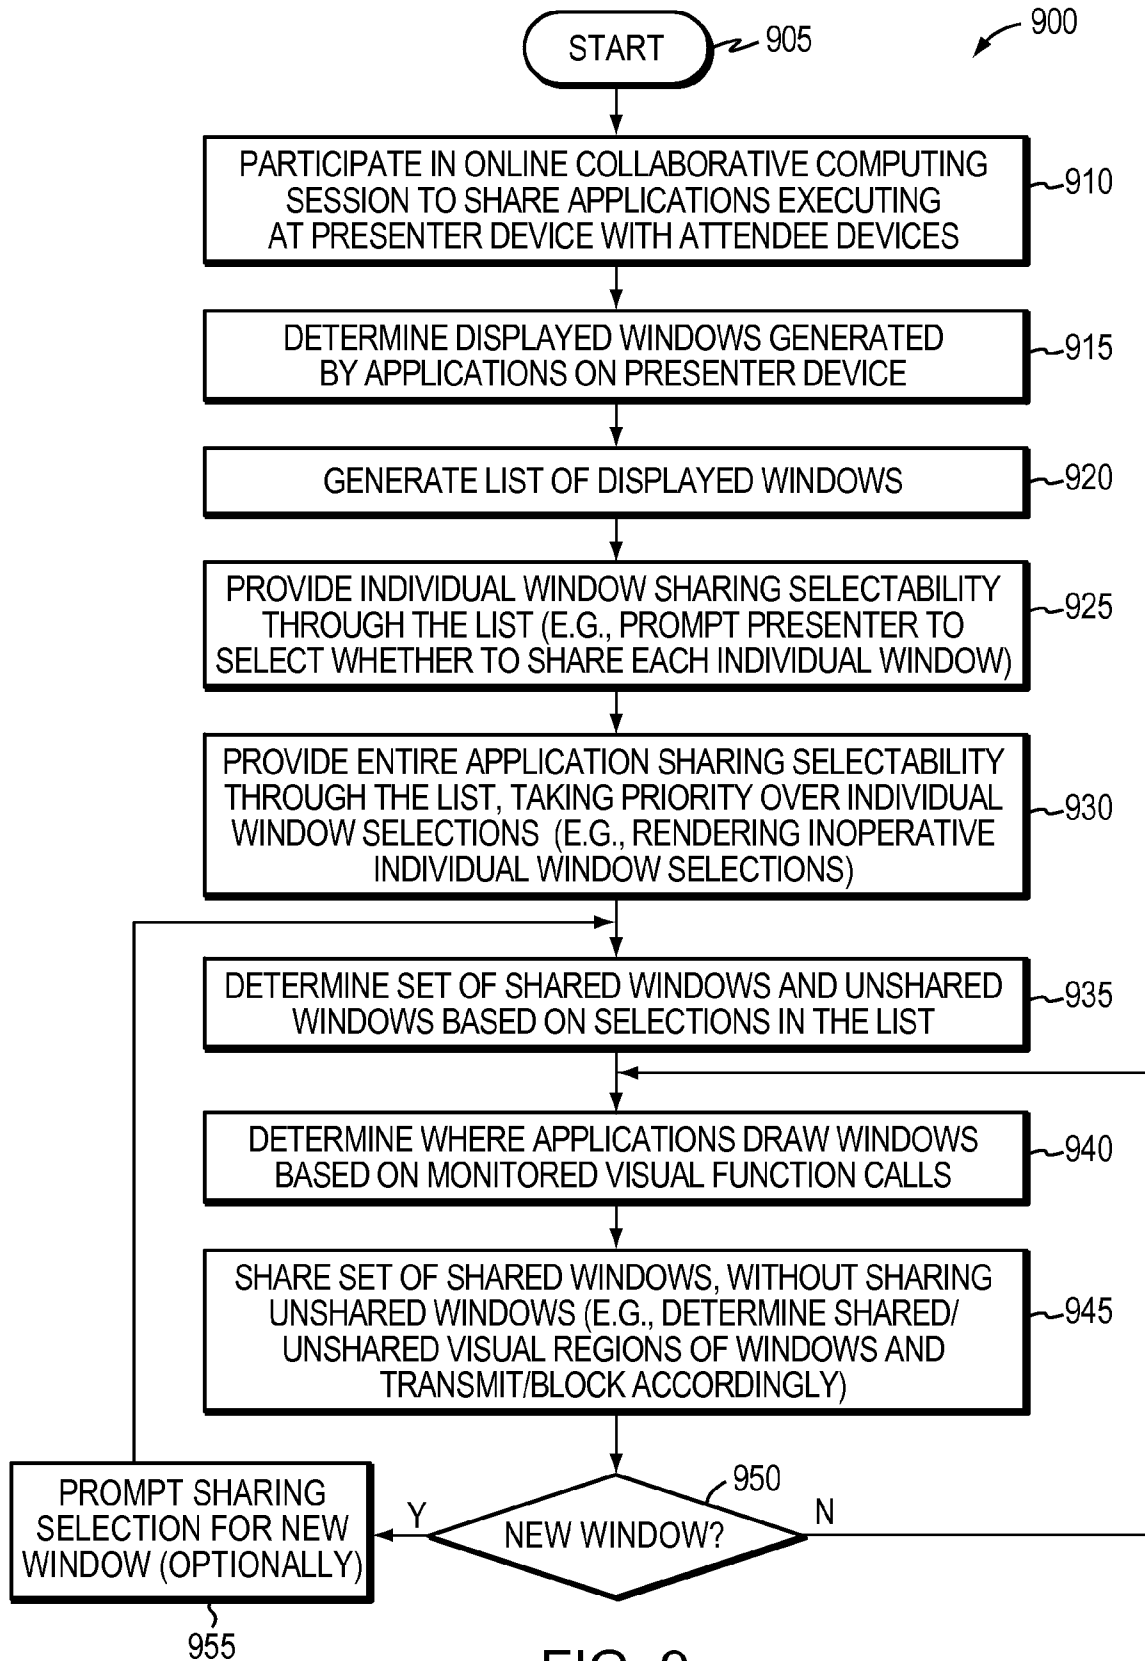 900
START
905
PARTICIPATE IN ONLINE COLLABORATIVE COMPUTING
SESSION TO SHARE APPLICATIONS EXECUTING
AT PRESENTER DEVICE WITH ATTENDEE DEVICES
910
DETERMINE DISPLAYED WINDOWS GENERATED
BY APPLICATIONS ON PRESENTER DEVICE
915
GENERATE LIST OF DISPLAYED WINDOWS
920
PROVIDE INDIVIDUAL WINDOW SHARING SELECTABILITY
THROUGH THE LIST (E.G., PROMPT PRESENTER TO
SELECT WHETHER TO SHARE EACH INDIVIDUAL WINDOW)
925
PROVIDE ENTIRE APPLICATION SHARING SELECTABILITY
THROUGH THE LIST, TAKING PRIORITY OVER INDIVIDUAL
WINDOW SELECTIONS (E.G., RENDERING INOPERATIVE
INDIVIDUAL WINDOW SELECTIONS)
930
DETERMINE SET OF SHARED WINDOWS AND UNSHARED
WINDOWS BASED ON SELECTIONS IN THE LIST
935
DETERMINE WHERE APPLICATIONS DRAW WINDOWS
BASED ON MONITORED VISUAL FUNCTION CALLS
940
SHARE SET OF SHARED WINDOWS, WITHOUT SHARING
UNSHARED WINDOWS (E.G., DETERMINE SHARED/
UNSHARED VISUAL REGIONS OF WINDOWS AND
TRANSMIT/BLOCK ACCORDINGLY)
945
NEW WINDOW?
950
Y
N
PROMPT SHARING
SELECTION FOR NEW
WINDOW (OPTIONALLY)
955